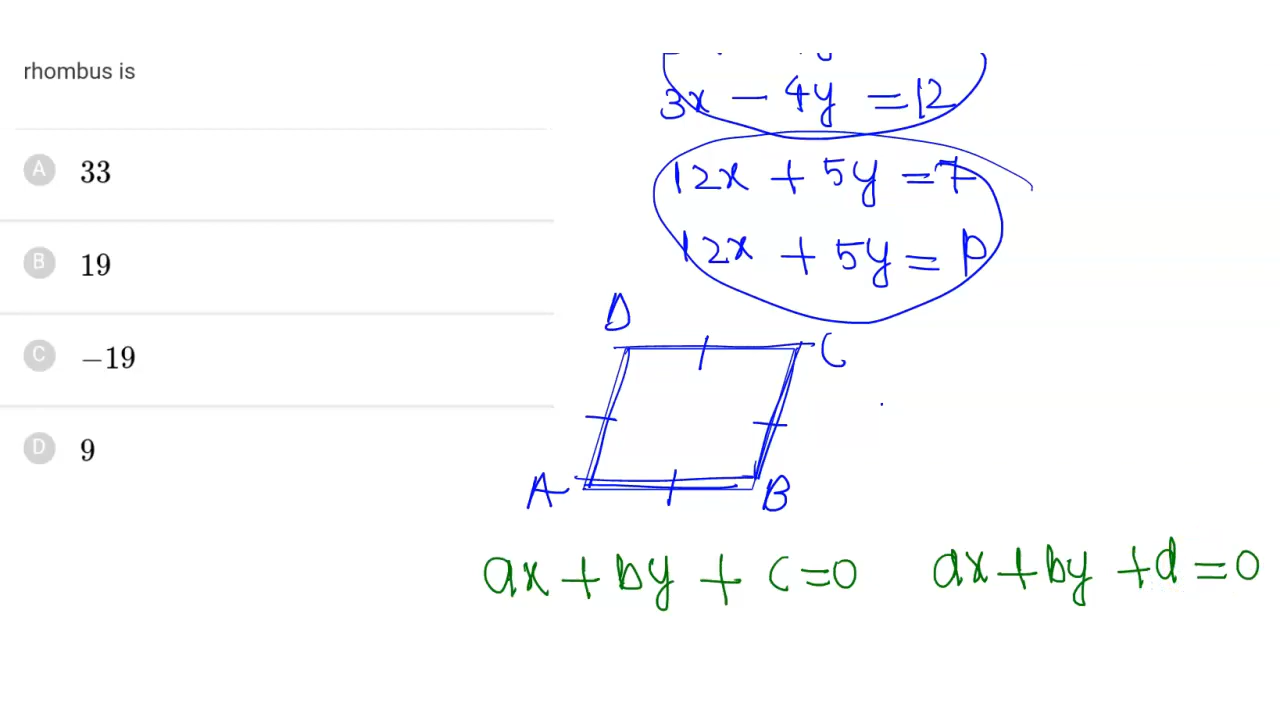 rhombus is
A 33
B 19
C −19
D 9
3x − 4y = 12
12x + 5y = 7
12x + 5y = p
D
C
A
B
ax + by + c = 0 ax + by + d = 0